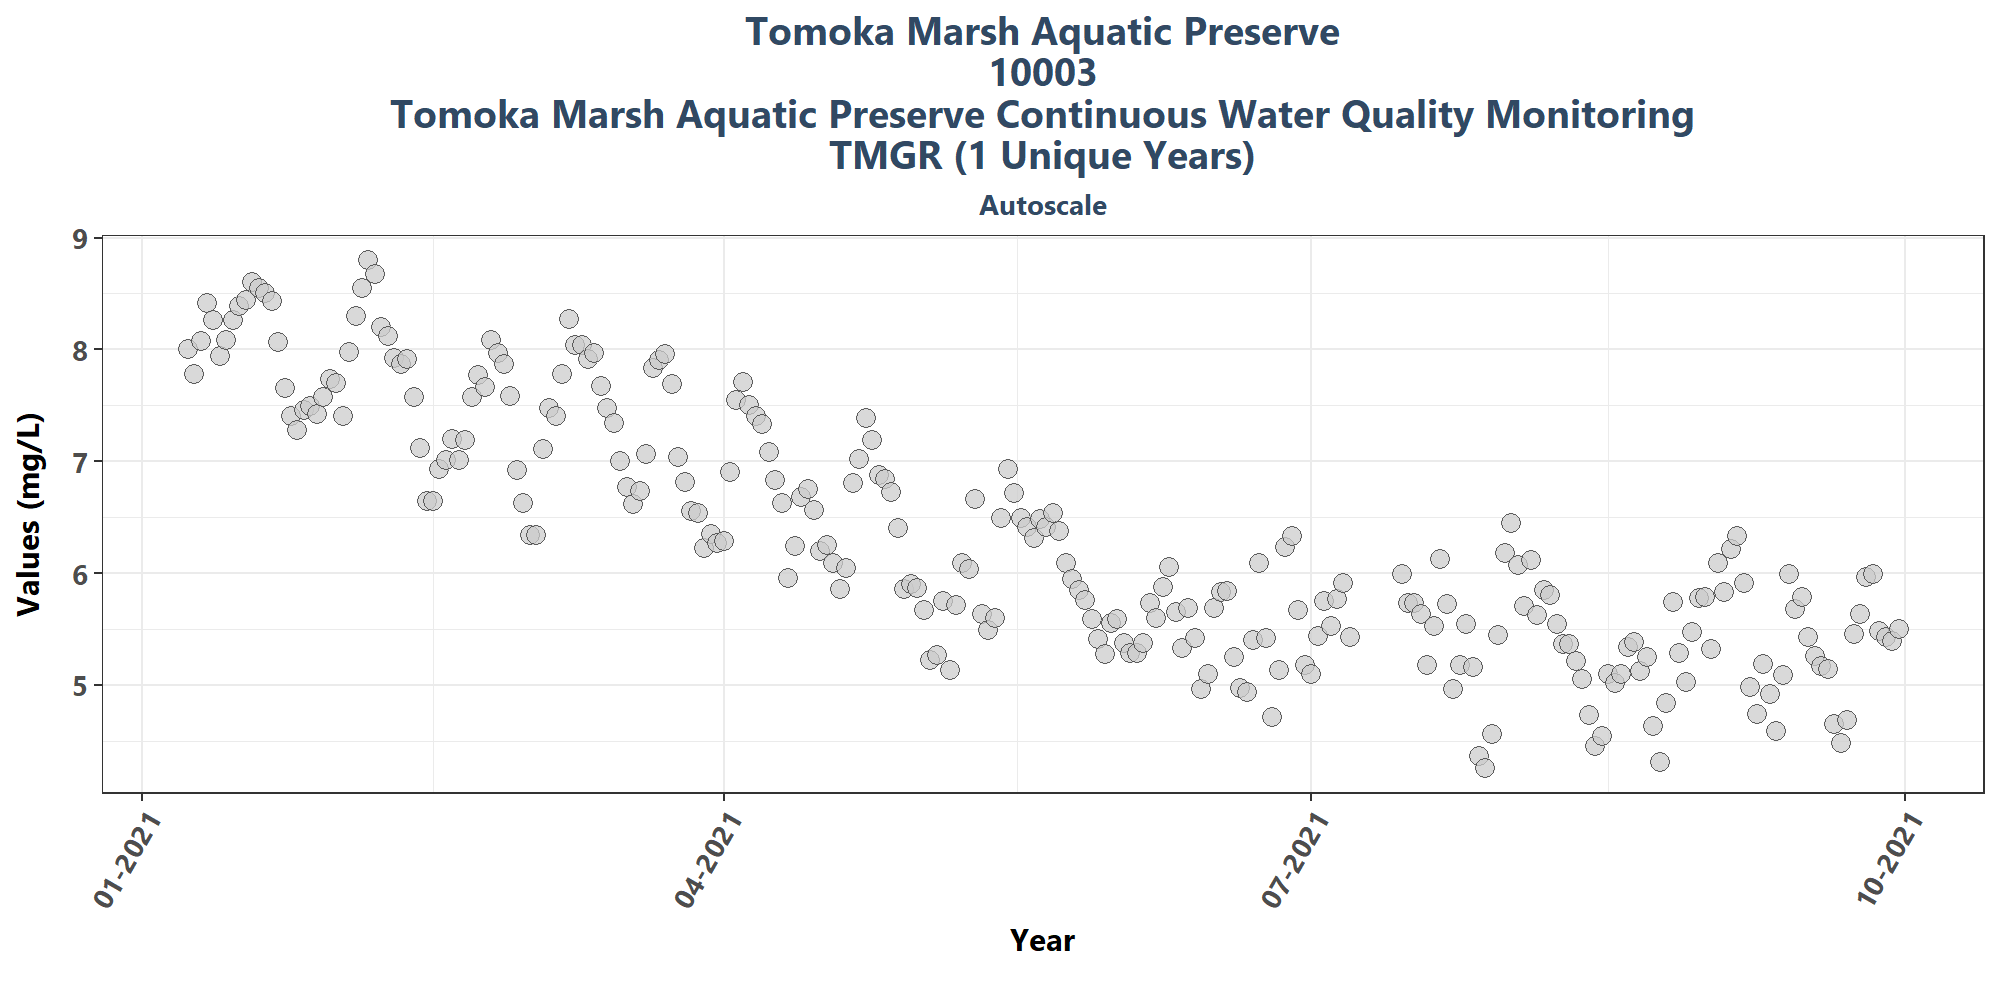 Tomoka Marsh Aquatic Preserve
10003
Tomoka Marsh Aquatic Preserve Continuous Water Quality Monitoring
TMGR (1 Unique Years)
Autoscale
Values (mg/L)
9
8
7
6
5
01-2021
04-2021
07-2021
10-2021
Year